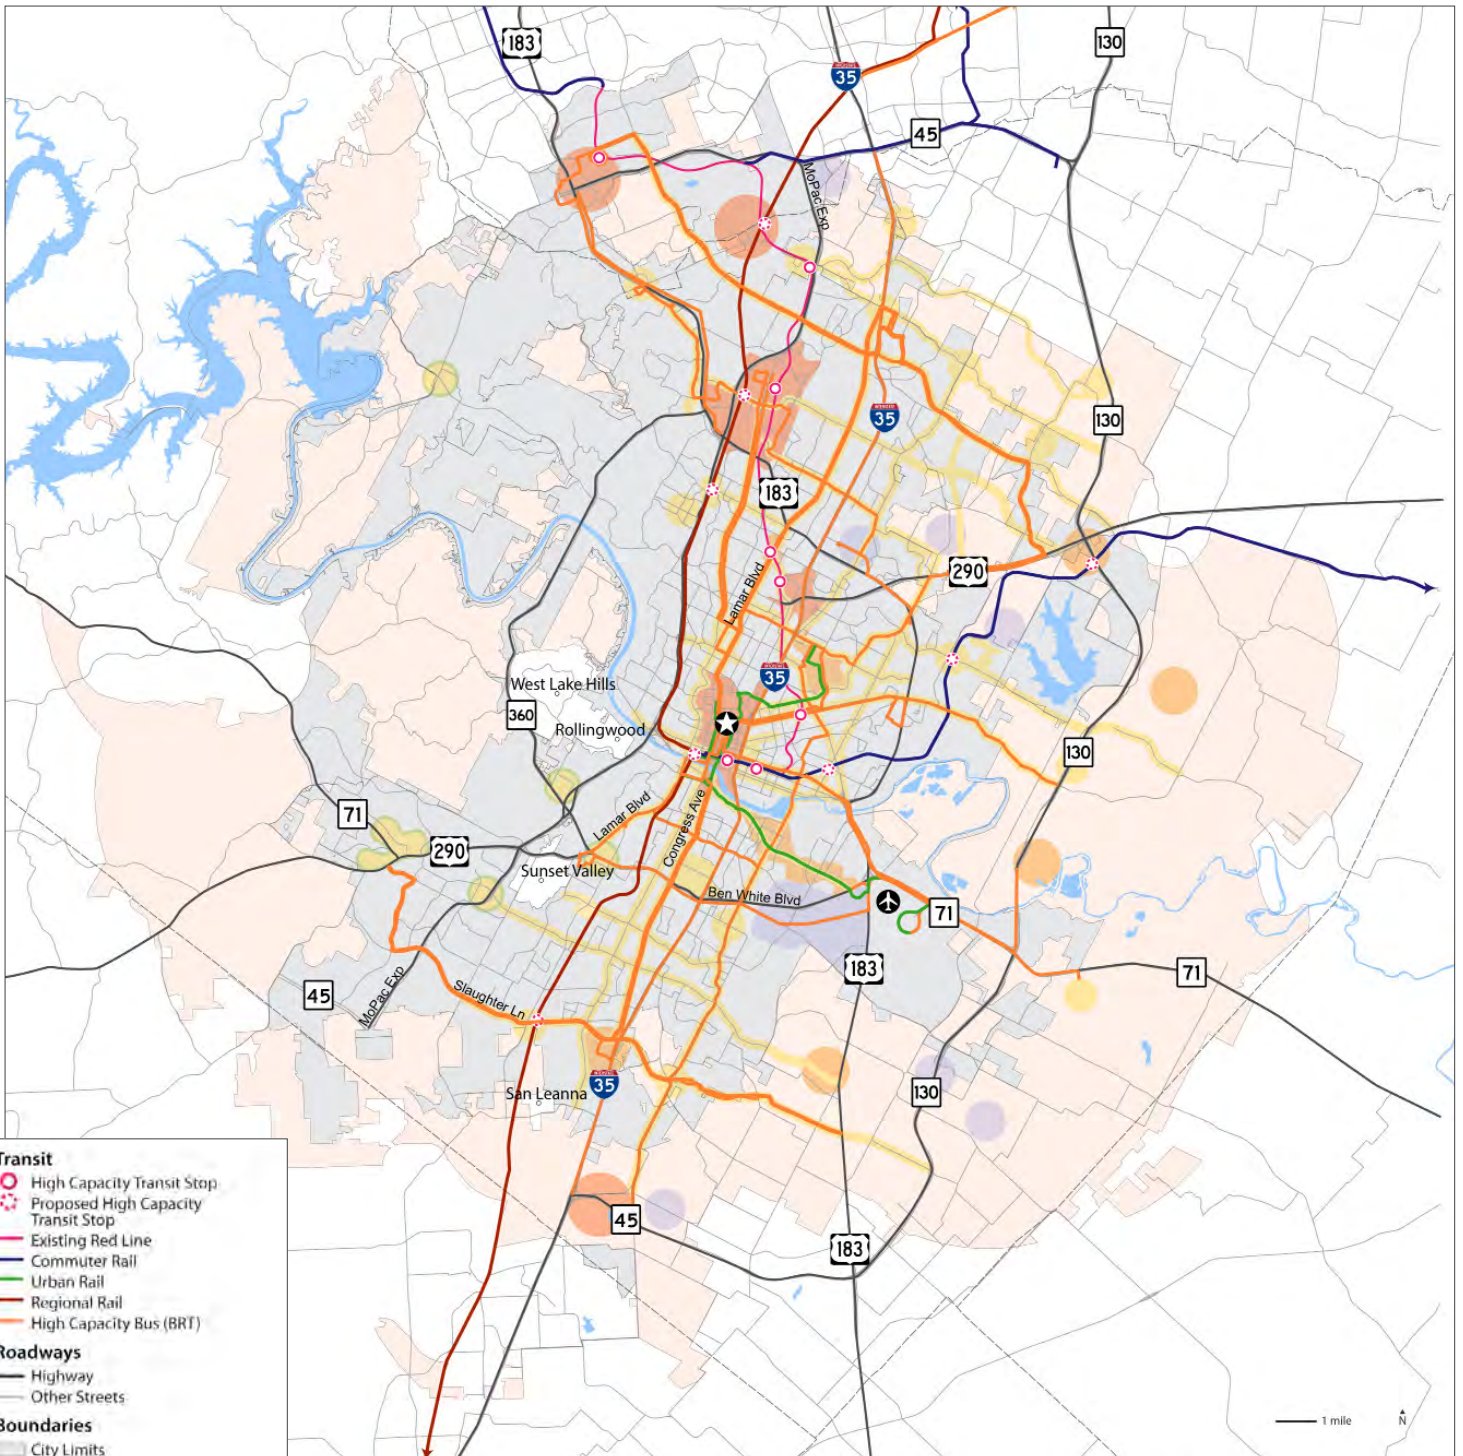 183
130
INTERSTATE
35
45
MoPac Exp
INTERSTATE
35
130
183
290
Lamar Blvd
West Lake Hills
INTERSTATE
35
360
Rollingwood
130
71
Lamar Blvd
Congress Ave
290
Sunset Valley
Ben White Blvd
71
183
71
45
MoPac Exp
Slaughter Ln
San Leanna
INTERSTATE
35
130
45
183
Transit
High Capacity Transit Stop
Proposed High Capacity
Transit Stop
Existing Red Line
Commuter Rail
Urban Rail
Regional Rail
High Capacity Bus (BRT)
Roadways
Highway
Other Streets
Boundaries
City Limits
1 mile
N